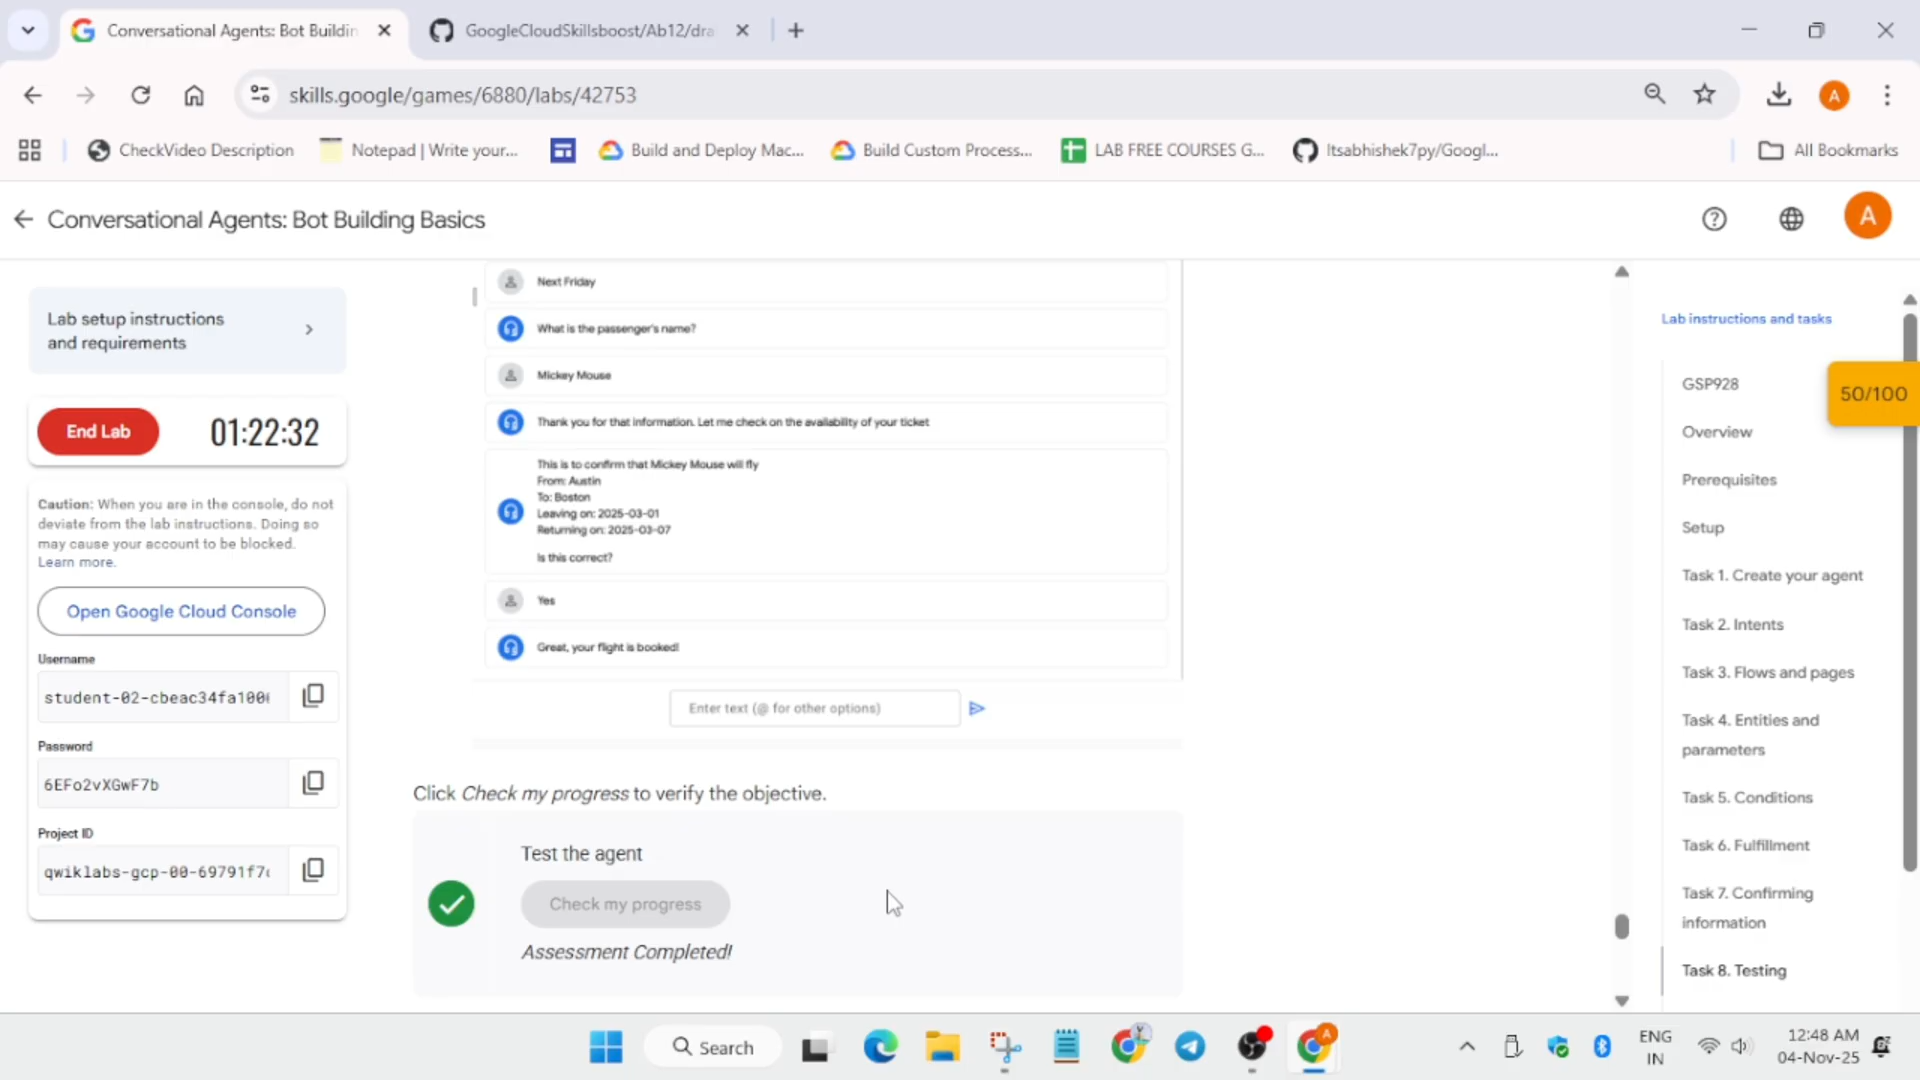 Conversational Agents: Bot Buildin
GoogleCloudSkillsboost/Ab12/dra
skills.google/games/6880/labs/42753
A
CheckVideo Description
Notepad | Write your...
Build and Deploy Mac...
Build Custom Process...
LAB FREE COURSES G...
Itsabhishek7py/Googl...
All Bookmarks
Conversational Agents: Bot Building Basics
A
Lab setup instructions
and requirements
End Lab
01:22:32
Caution: When you are in the console, do not
deviate from the lab instructions. Doing so
may cause your account to be blocked.
Learn more.
Open Google Cloud Console
Username
student-02-cbeac34fa100
Password
6EFo2vXGwF7b
Project ID
qwiklabs-gcp-00-69791f7
Next Friday
What is the passenger's name?
Mickey Mouse
Thank you for that information. Let me check on the availability of your ticket
This is to confirm that Mickey Mouse will fly
From: Austin
To: Boston
Leaving on: 2025-03-01
Returning on: 2025-03-07
Is this correct?
Yes
Great, your flight is booked!
Enter text (@ for other options)
Click Check my progress to verify the objective.
Test the agent
Check my progress
Assessment Completed!
Lab instructions and tasks
50/100
GSP928
Overview
Prerequisites
Setup
Task 1. Create your agent
Task 2. Intents
Task 3. Flows and pages
Task 4. Entities and
parameters
Task 5. Conditions
Task 6. Fulfillment
Task 7. Confirming
information
Task 8. Testing
Search
ENG
IN
12:48 AM
04-Nov-25